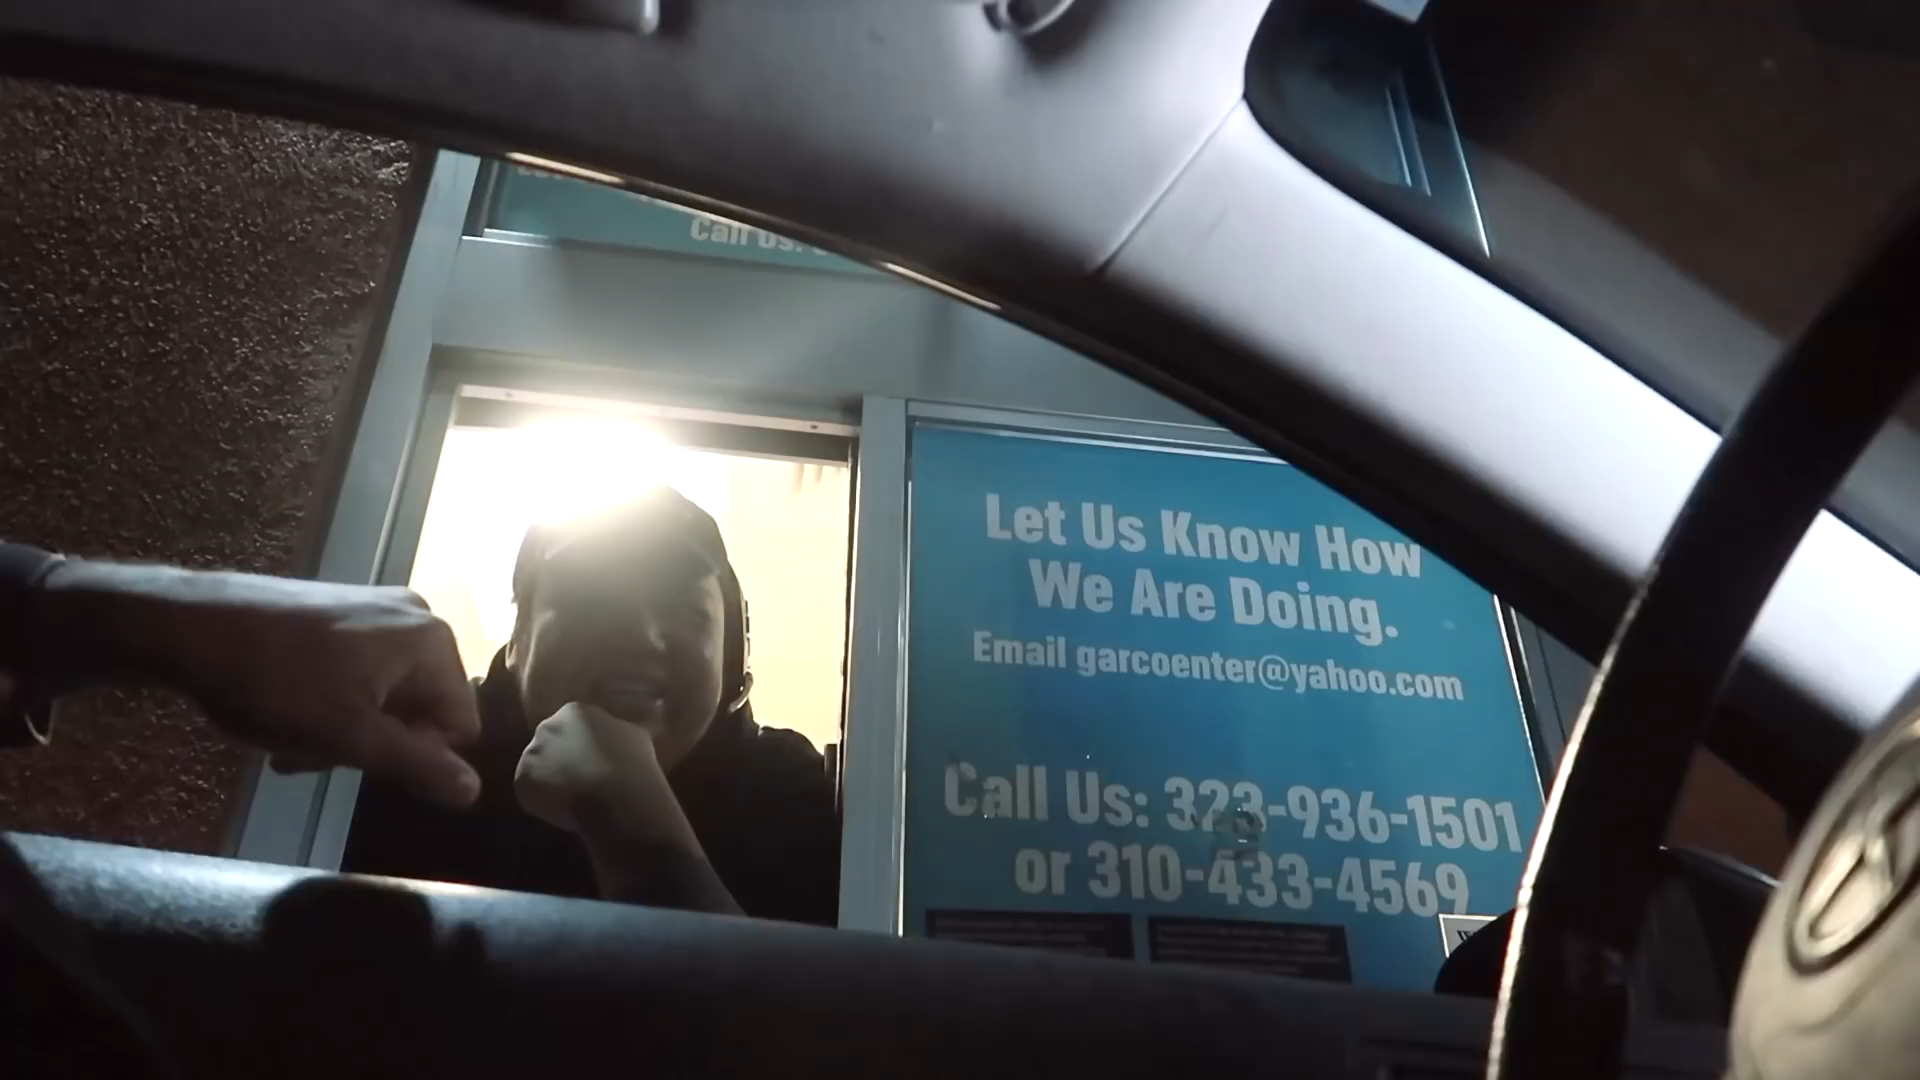 Call Us:
Let Us Know How
We Are Doing.
Email garcoenter@yahoo.com
Call Us: 323-936-1501
or 310-433-4569